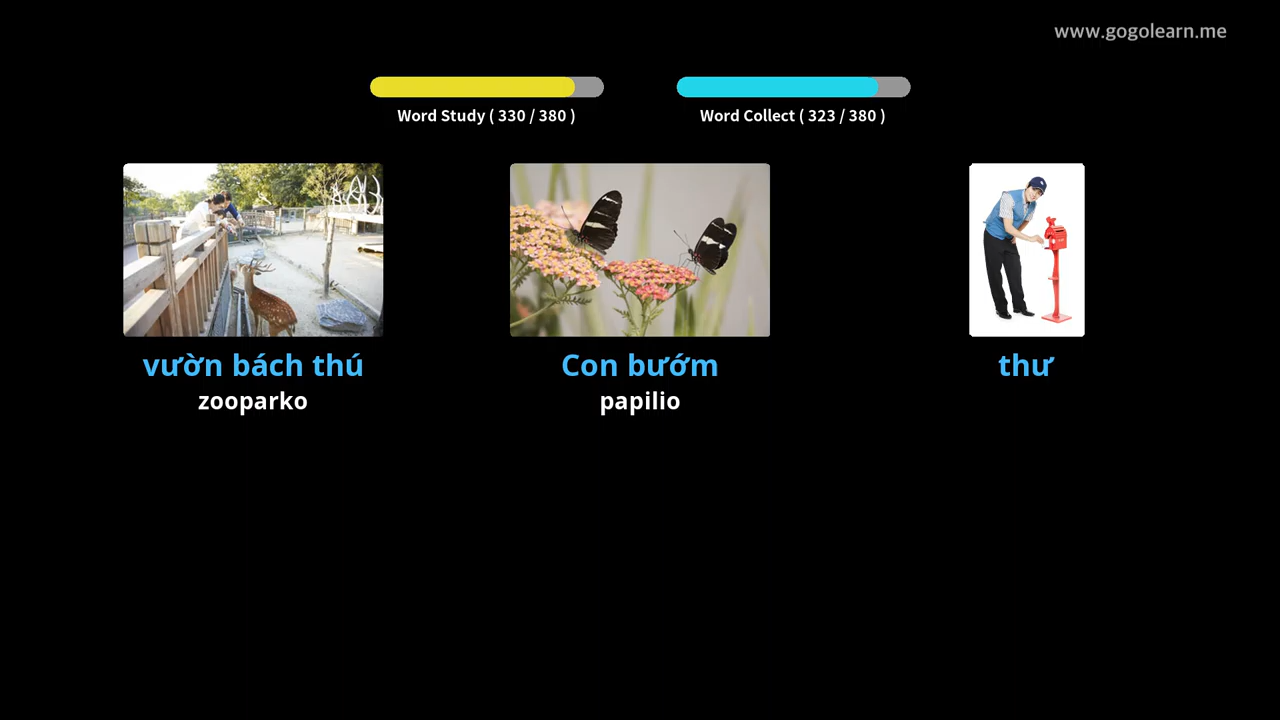 www.gogolearn.me
Word Study ( 330 / 380 )
Word Collect ( 323 / 380 )
vườn bách thú
zooparko
Con bướm
papilio
thư